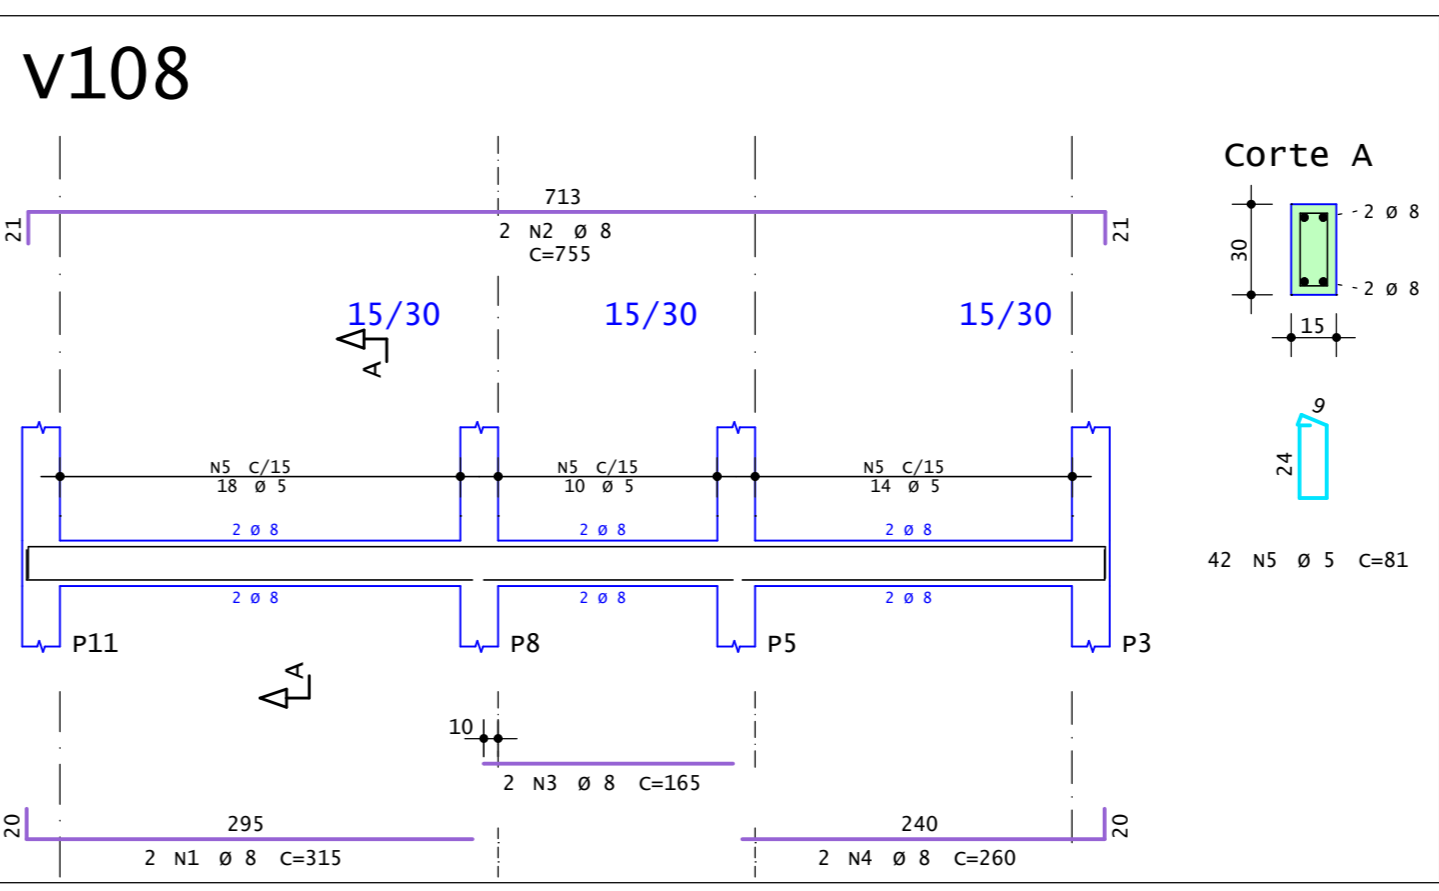 V108
713
21
21
2 N2 Ø 8
C=755
Corte A
2 Ø 8
30
2 Ø 8
15
15/30
15/30
15/30
A
9
24
N5 C/15
18 Ø 5
N5 C/15
10 Ø 5
N5 C/15
14 Ø 5
2 Ø 8
2 Ø 8
2 Ø 8
42 N5 Ø 5 C=81
2 Ø 8
2 Ø 8
2 Ø 8
P11
P8
P5
P3
A
10
2 N3 Ø 8 C=165
20
295
240
20
2 N1 Ø 8 C=315
2 N4 Ø 8 C=260